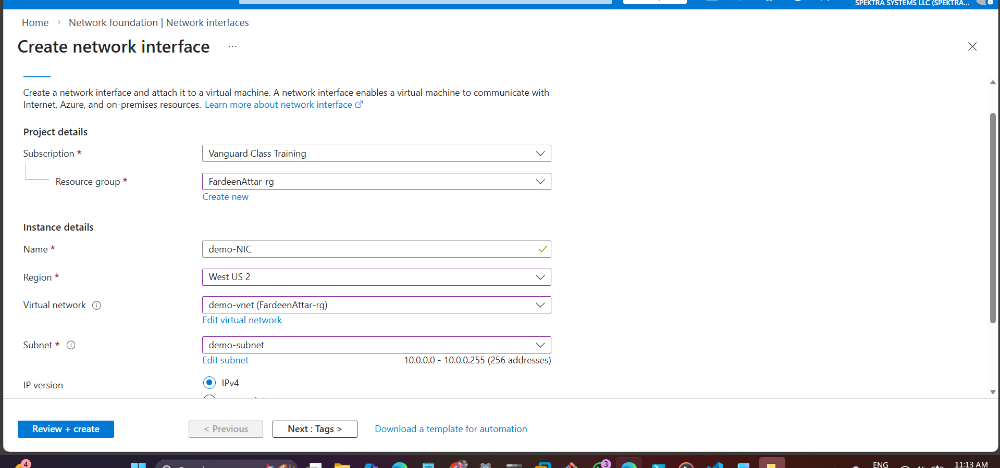 SPEKTRA SYSTEMS LLC (SPEKTRA...
Home > Network foundation | Network interfaces
Create network interface ...
Create a network interface and attach it to a virtual machine. A network interface enables a virtual machine to communicate with
Internet, Azure, and on-premises resources. Learn more about network interface
Project details
Subscription * Vanguard Class Training
Resource group * FardeenAttar-rg
Create new
Instance details
Name * demo-NIC
Region * West US 2
Virtual network demo-vnet (FardeenAttar-rg)
Edit virtual network
Subnet * demo-subnet
Edit subnet 10.0.0.0 - 10.0.0.255 (256 addresses)
IP version IPv4
Review + create < Previous Next : Tags > Download a template for automation
4 3 ENG 11:13 AM